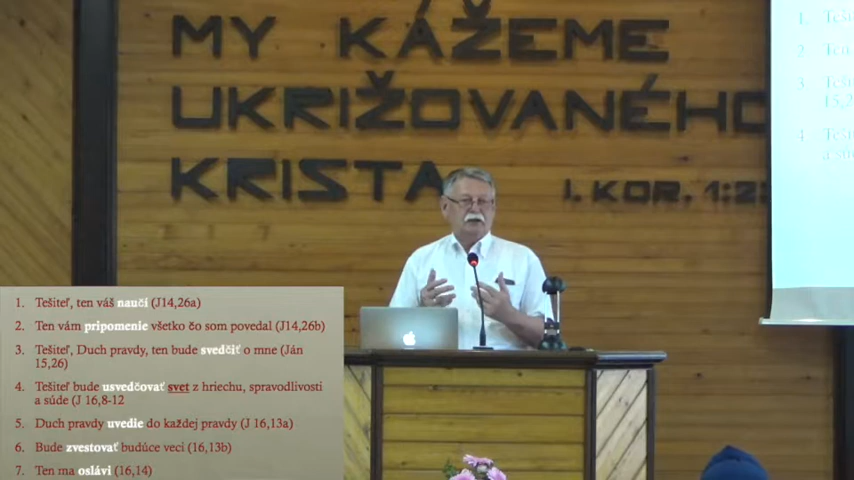 MY KÁŽEME
UKRIŽOVANÉHO
KRISTA
I. KOR. 1:2
1. Tešiteľ, ten váš naučí (J14,26a)
2. Ten vám pripomenie všetko čo som povedal (J14,26b)
3. Tešiteľ, Duch pravdy, ten bude svedčiť o mne (Ján
15,26)
4. Tešiteľ bude usvedčovať svet z hriechu, spravodlivosti
a súde (J 16,8-12
5. Duch pravdy uvedie do každej pravdy (J 16,13a)
6. Bude zvestovať budúce veci (16,13b)
7. Ten ma oslávi (16,14)